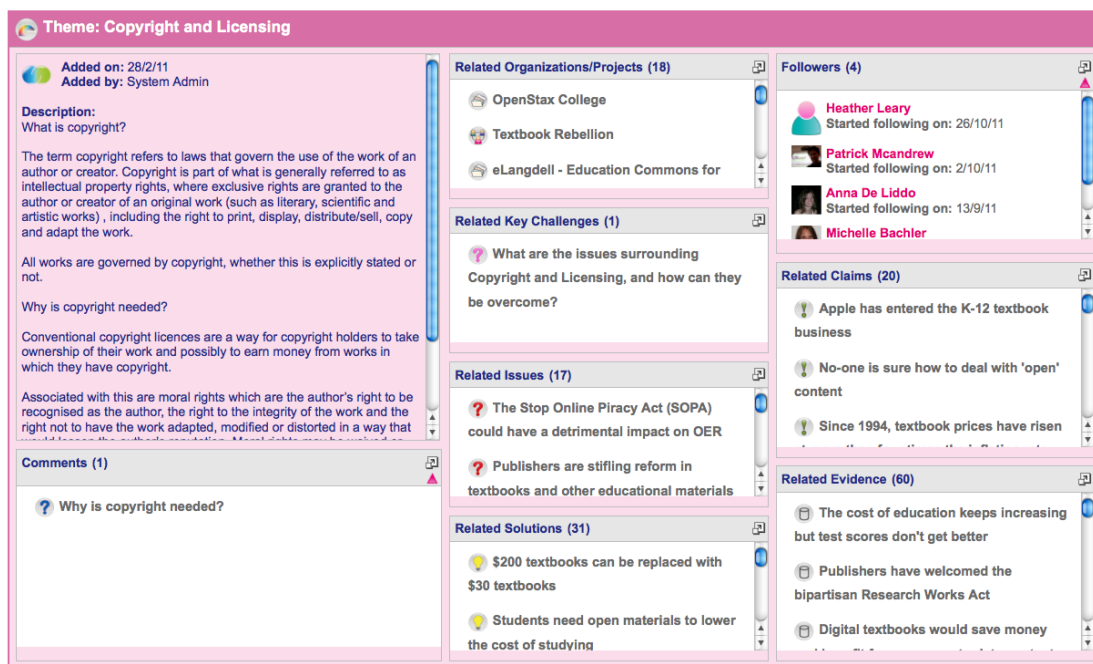 Theme: Copyright and Licensing
Added on: 28/2/11
Added by: System Admin
Description:
What is copyright?
The term copyright refers to laws that govern the use of the work of an
author or creator. Copyright is part of what is generally referred to as
intellectual property rights, where exclusive rights are granted to the
author or creator of an original work (such as literary, scientific and
artistic works) , including the right to print, display, distribute/sell, copy
and adapt the work.
All works are governed by copyright, whether this is explicitly stated or
not.
Why is copyright needed?
Conventional copyright licences are a way for copyright holders to take
ownership of their work and possibly to earn money from works in
which they have copyright.
Associated with this are moral rights which are the author's right to be
recognised as the author, the right to the integrity of the work and the
right not to have the work adapted, modified or distorted in a way that
Comments (1)
Why is copyright needed?
Related Organizations/Projects (18)
OpenStax College
Textbook Rebellion
eLangdell - Education Commons for
Related Key Challenges (1)
What are the issues surrounding
Copyright and Licensing, and how can they
be overcome?
Related Issues (17)
The Stop Online Piracy Act (SOPA)
could have a detrimental impact on OER
Publishers are stifling reform in
textbooks and other educational materials
Related Solutions (31)
$200 textbooks can be replaced with
$30 textbooks
Students need open materials to lower
the cost of studying
Followers (4)
Heather Leary
Started following on: 26/10/11
Patrick Mcandrew
Started following on: 2/10/11
Anna De Liddo
Started following on: 13/9/11
Michelle Bachler
Related Claims (20)
Apple has entered the K-12 textbook
business
No-one is sure how to deal with 'open'
content
Since 1994, textbook prices have risen
Related Evidence (60)
The cost of education keeps increasing
but test scores don't get better
Publishers have welcomed the
bipartisan Research Works Act
Digital textbooks would save money